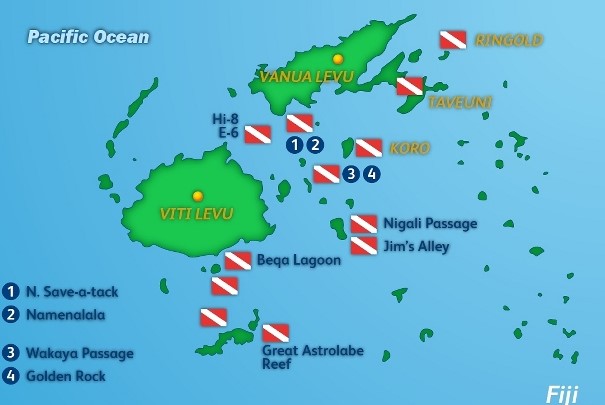 Pacific Ocean
RINGOLD
VANUA LEVU
TAVEUNI
Hi-8
E-6
1 2
KORO
3 4
VITI LEVU
Nigali Passage
Jim's Alley
Beqa Lagoon
1 N. Save-a-tack
2 Namenalala
3 Wakaya Passage
4 Golden Rock
Great Astrolabe
Reef
Fiji